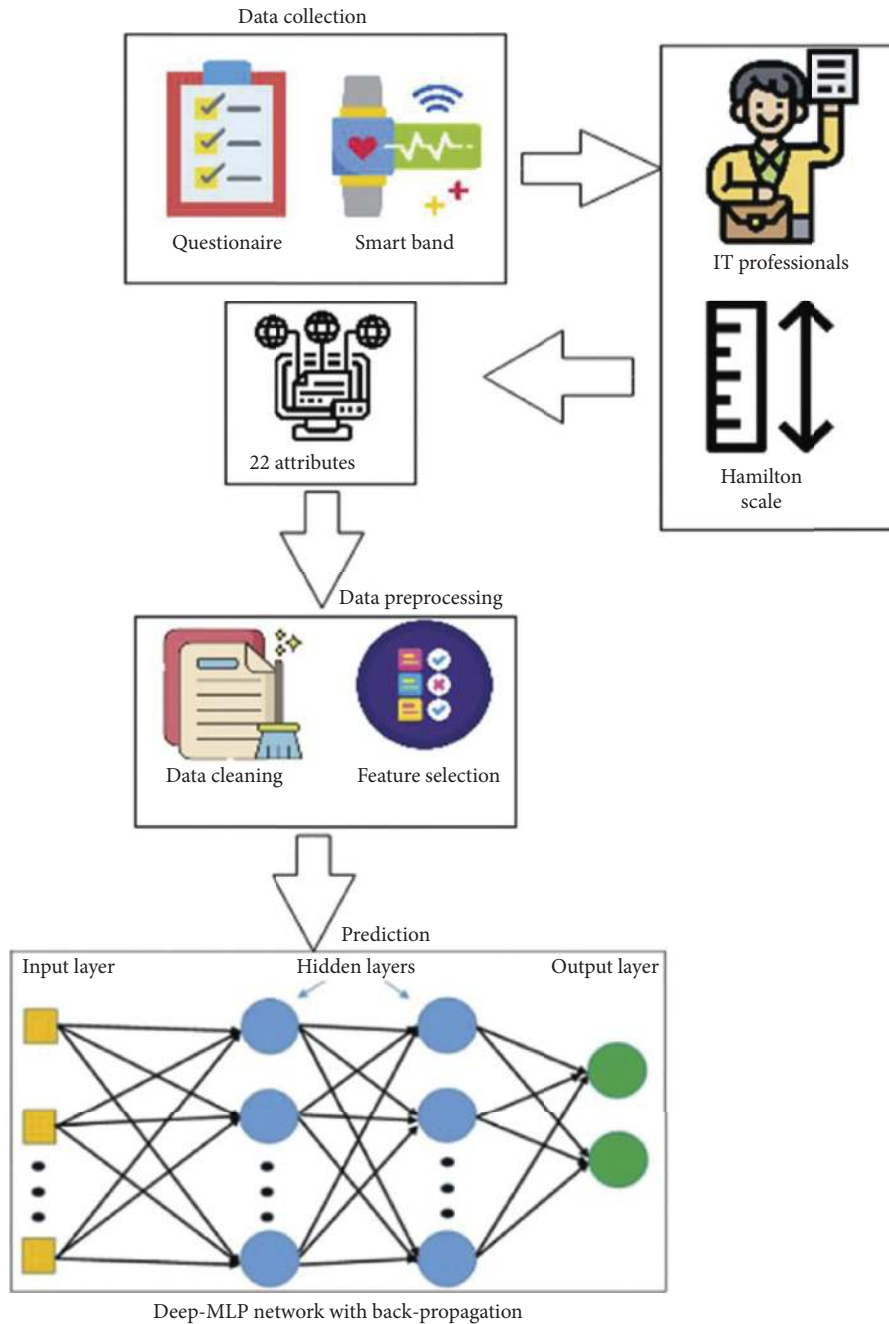 Data collection
Questionaire
Smart band
IT professionals
Hamilton
scale
22 attributes
Data preprocessing
Data cleaning
Feature selection
Prediction
Input layer
Hidden layers
Output layer
Deep-MLP network with back-propagation